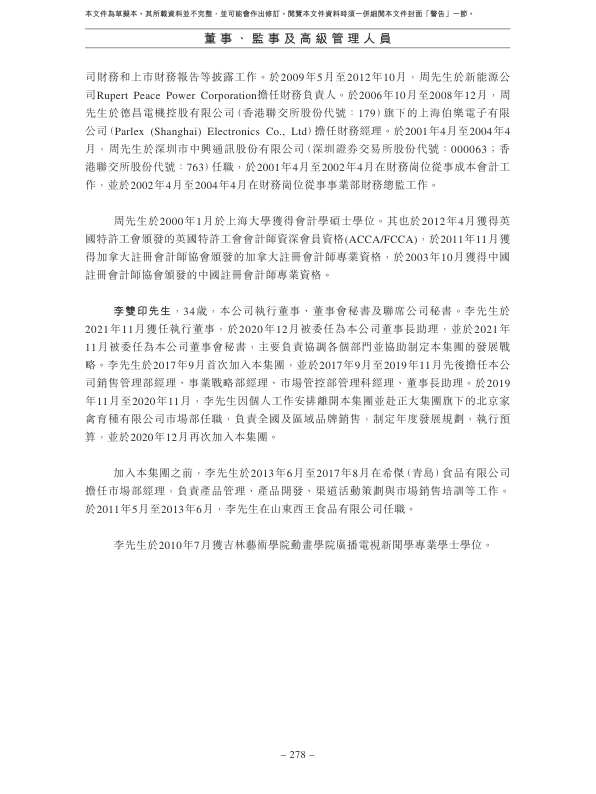 本文件為草擬本。其所載資料並不完整，並可能會作出修訂。閱覽本文件資料時須一併細閱本文件封面「警告」一節。
董事、監事及高級管理人員
司財務和上市財務報告等披露工作。於2009年5月至2012年10月，周先生於新能源公
司Rupert Peace Power Corporation擔任財務負責人。於2006年10月至2008年12月，周
先生於德昌電機控股有限公司（香港聯交所股份代號：179）旗下的上海伯樂電子有限
公司（Parlex (Shanghai) Electronics Co., Ltd）擔任財務經理。於2001年4月至2004年4
月，周先生於深圳市中興通訊股份有限公司（深圳證券交易所股份代號：000063；香
港聯交所股份代號：763）任職，於2001年4月至2002年4月在財務崗位從事成本會計工
作，並於2002年4月至2004年4月在財務崗位從事事業部財務總監工作。
周先生於2000年1月於上海大學獲得會計學碩士學位。其也於2012年4月獲得英
國特許工會頒發的英國特許工會會計師資深會員資格(ACCA/FCCA)，於2011年11月獲
得加拿大註冊會計師協會頒發的加拿大註冊會計師專業資格，於2003年10月獲得中國
註冊會計師協會頒發的中國註冊會計師專業資格。
李雙印先生，34歲，本公司執行董事、董事會秘書及聯席公司秘書。李先生於
2021年11月獲任執行董事，於2020年12月被委任為本公司董事長助理，並於2021年
11月被委任為本公司董事會秘書，主要負責協調各個部門並協助制定本集團的發展戰
略。李先生於2017年9月首次加入本集團，並於2017年9月至2019年11月先後擔任本公
司銷售管理部經理、事業戰略部經理、市場管控部管理科經理、董事長助理。於2019
年11月至2020年11月，李先生因個人工作安排離開本集團並赴正大集團旗下的北京家
禽育種有限公司市場部任職，負責全國及區域品牌銷售，制定年度發展規劃，執行預
算，並於2020年12月再次加入本集團。
加入本集團之前，李先生於2013年6月至2017年8月在希傑（青島）食品有限公司
擔任市場部經理，負責產品管理、產品開發、渠道活動策劃與市場銷售培訓等工作。
於2011年5月至2013年6月，李先生在山東西王食品有限公司任職。
李先生於2010年7月獲吉林藝術學院動畫學院廣播電視新聞學專業學士學位。
– 278 –